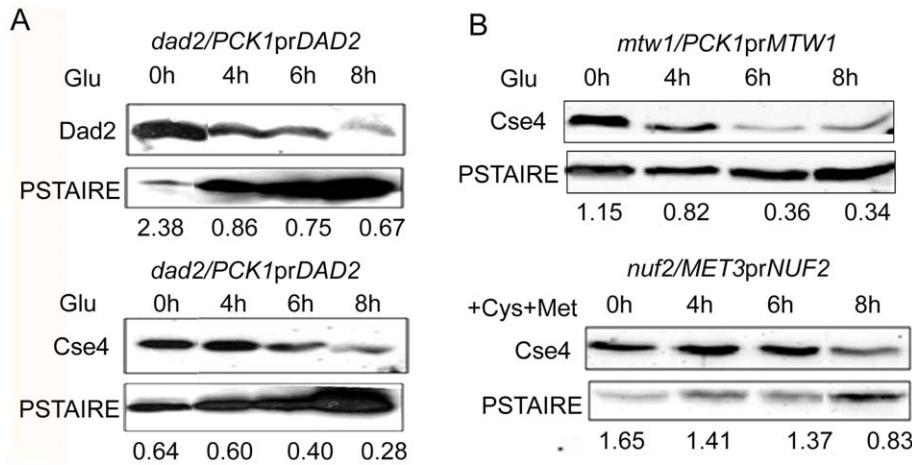 A
dad2/PCK1prDAD2
Glu 0h 4h 6h 8h
Dad2
PSTAIRE
2.38 0.86 0.75 0.67
dad2/PCK1prDAD2
Glu 0h 4h 6h 8h
Cse4
PSTAIRE
0.64 0.60 0.40 0.28
B
mtw1/PCK1prMTW1
Glu 0h 4h 6h 8h
Cse4
PSTAIRE
1.15 0.82 0.36 0.34
nuf2/MET3prNUF2
+Cys+Met 0h 4h 6h 8h
Cse4
PSTAIRE
1.65 1.41 1.37 0.83